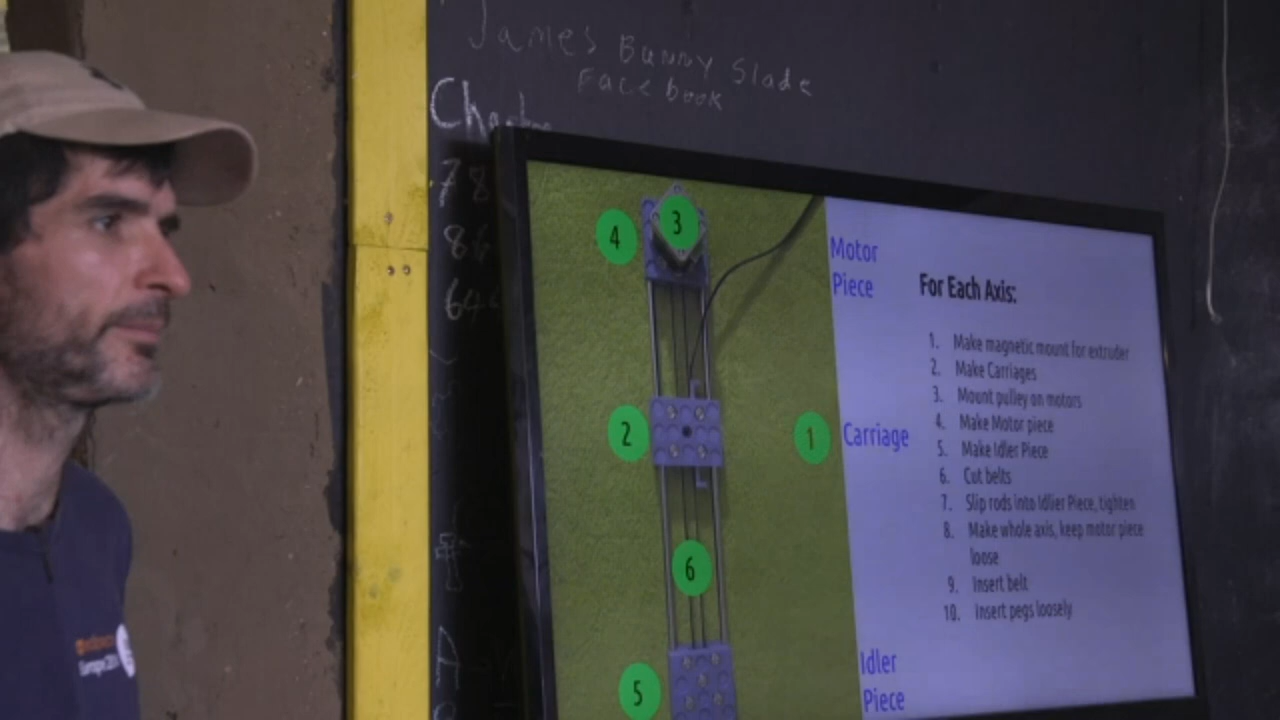 James Bunny Slade
Facebook
3
4
Motor
Piece
For Each Axis:
1. Make magnetic mount for extruder
2. Make Carriages
3. Mount pulley on motors
4. Make Motor piece
5. Make Idler Piece
6. Cut belts
7. Slip rods into Idlier Piece, tighten
8. Make whole axis, keep motor piece
loose
9. Insert belt
10. Insert pegs loosely
2
1
Carriage
6
5
Idler
Piece